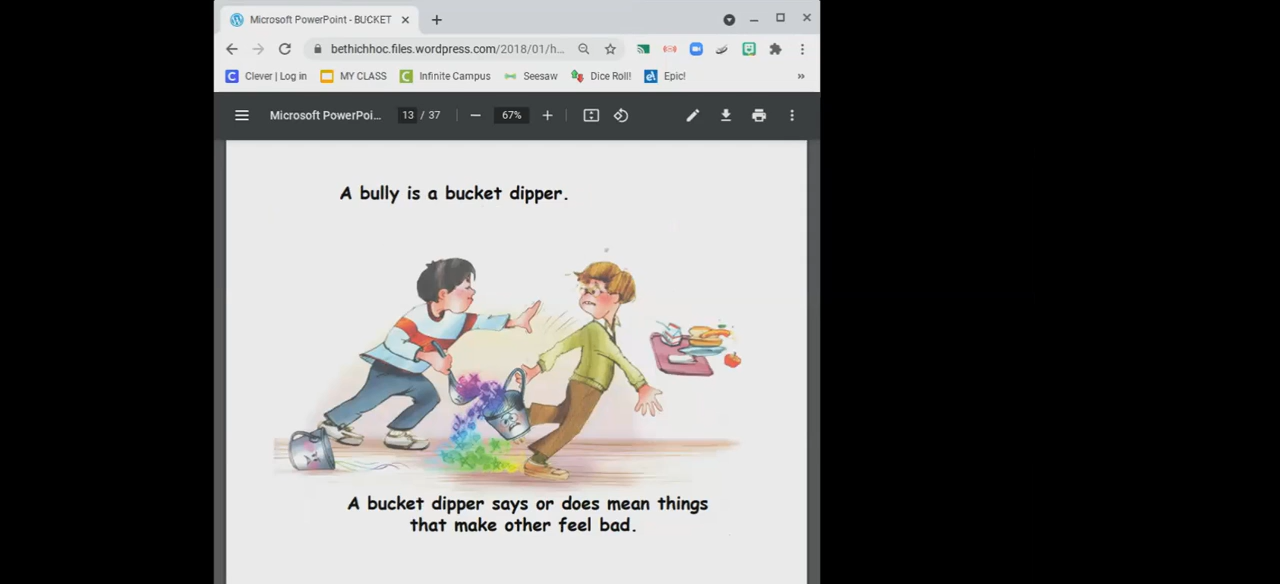 Microsoft PowerPoint - BUCKET
bethichhoc.files.wordpress.com/2018/01/h...
Clever | Log in
MY CLASS
Infinite Campus
Seesaw
Dice Roll!
Epic!
»
Microsoft PowerPoi...
13 / 37
67%
A bully is a bucket dipper.
A bucket dipper says or does mean things
that make other feel bad.